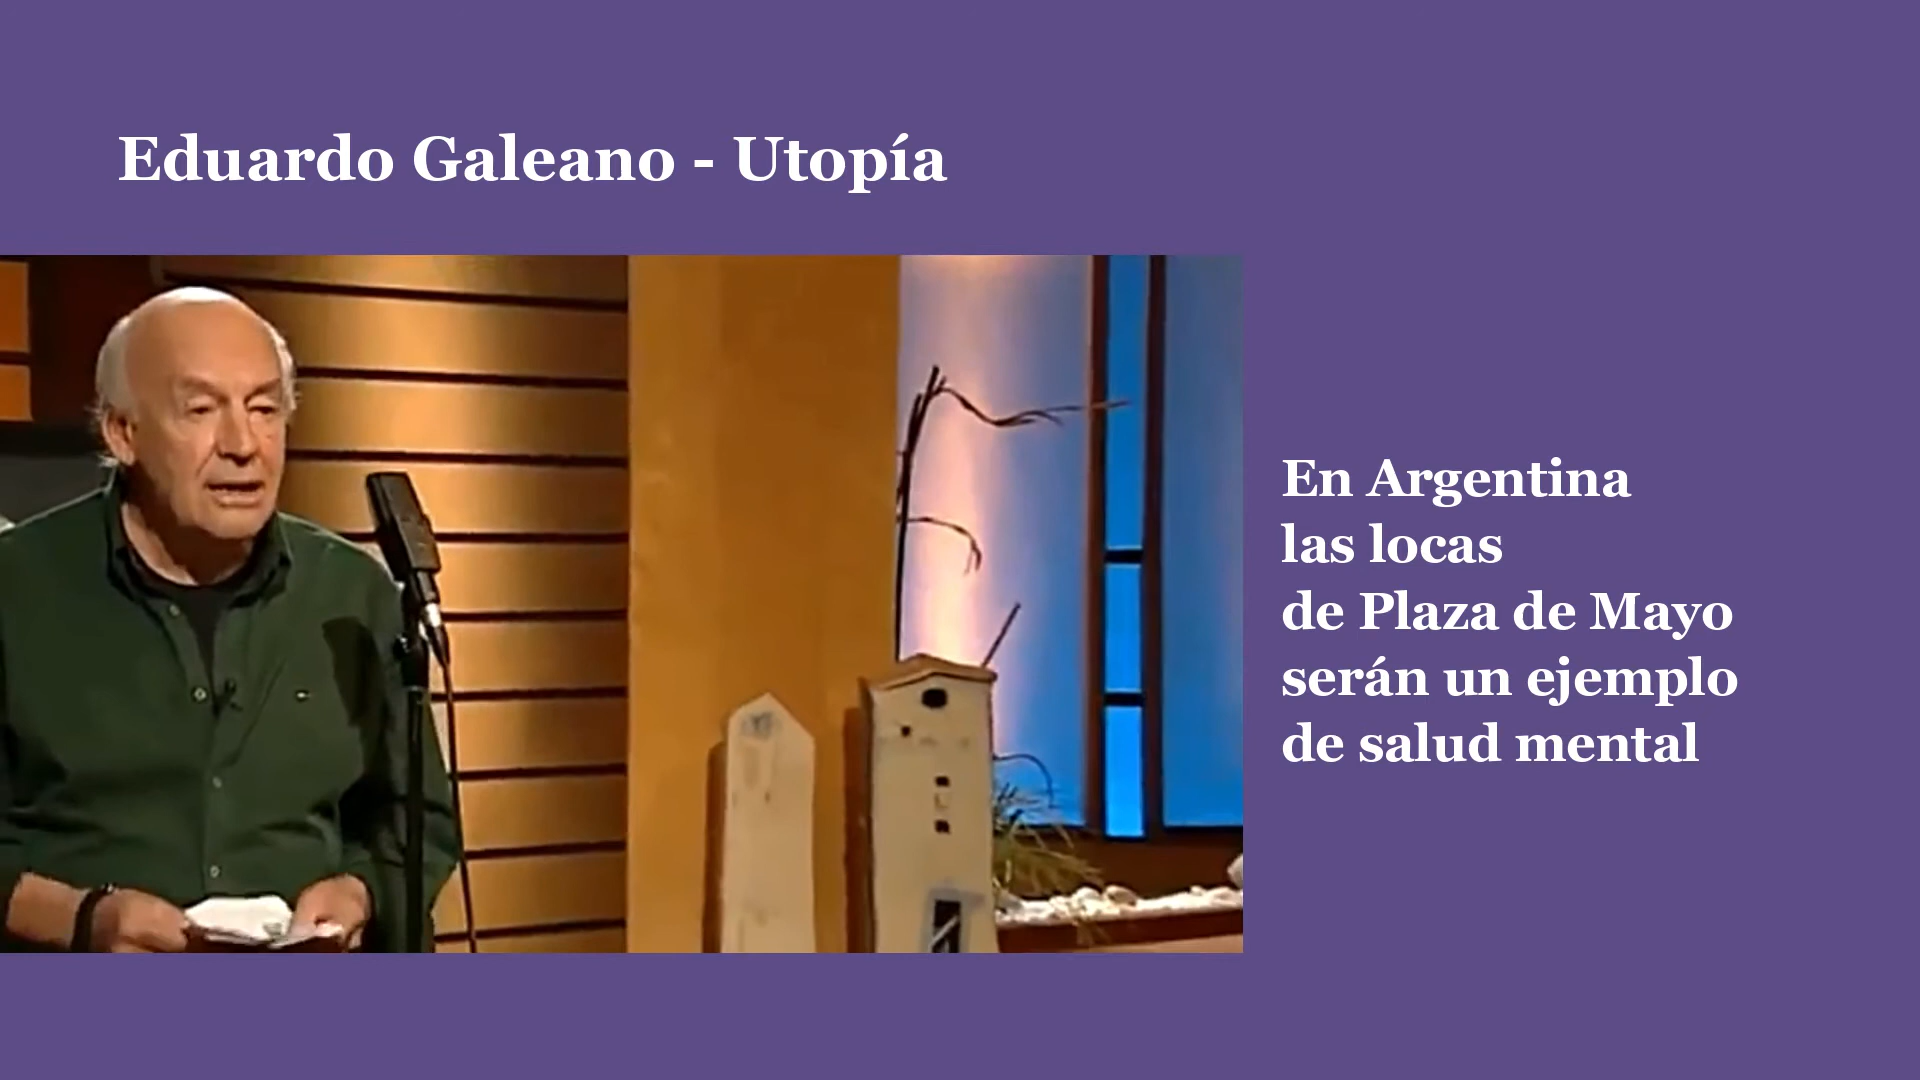 Eduardo Galeano - Utopía
En Argentina
las locas
de Plaza de Mayo
serán un ejemplo
de salud mental